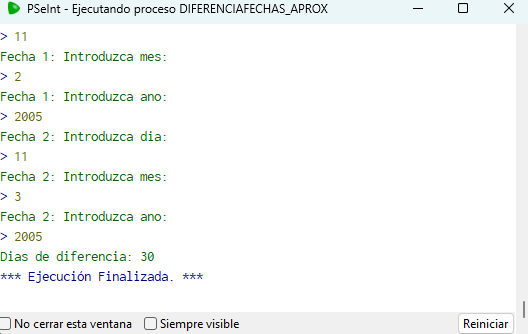 PSeInt - Ejecutando proceso DIFERENCIAFECHAS_APROX
> 11
Fecha 1: Introduzca mes:
> 2
Fecha 1: Introduzca ano:
> 2005
Fecha 2: Introduzca dia:
> 11
Fecha 2: Introduzca mes:
> 3
Fecha 2: Introduzca ano:
> 2005
Dias de diferencia: 30
*** Ejecución Finalizada. ***
No cerrar esta ventana Siempre visible Reiniciar